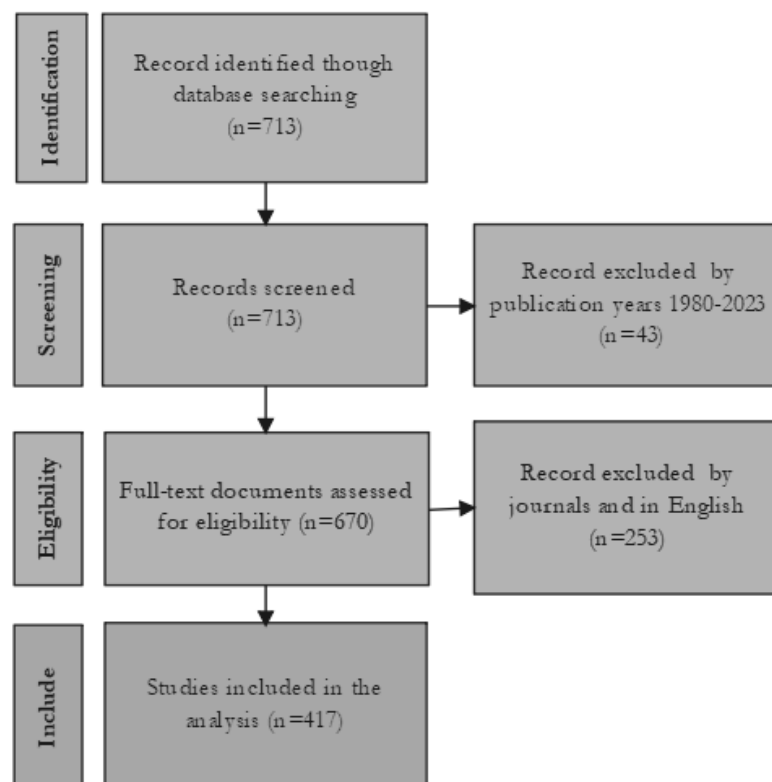 Identification
Record identified though
database searching
(n=713)
Screening
Records screened
(n=713)
Record excluded by
publication years 1980-2023
(n=43)
Eligibility
Full-text documents assessed
for eligibility (n=670)
Record excluded by
journals and in English
(n=253)
Include
Studies included in the
analysis (n=417)